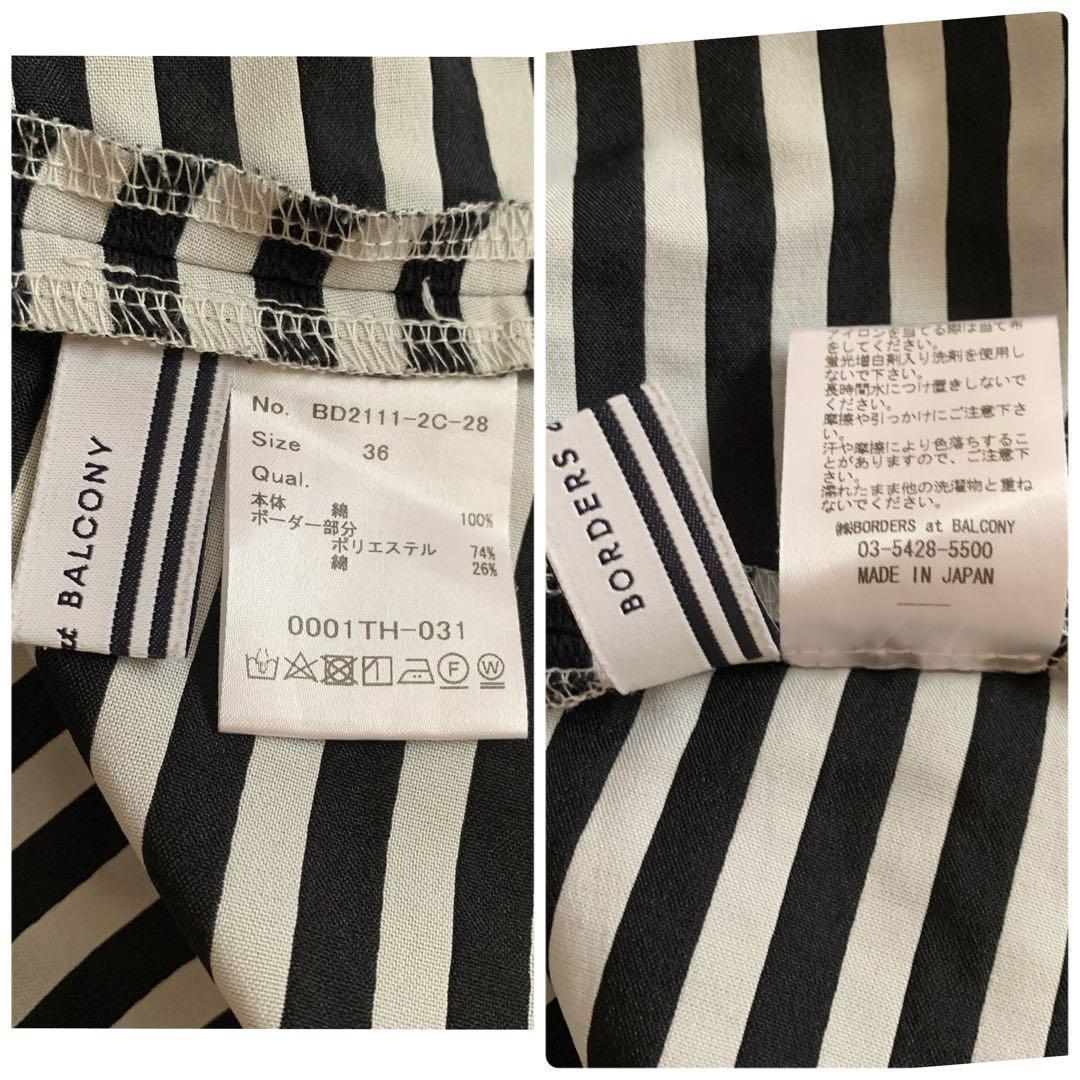 at BALCONY
No. BD2111-2C-28
Size 36
Qual.
本体 綿 100%
ボーダー部分
ポリエステル 74%
綿 26%
0001TH-031
F W
BORDERS
アイロンを当てる際は当て布
をしてください。
蛍光増白剤入り洗剤を使用し
ないで下さい。
長時間水につけ置きしないで
ください。
摩擦や引っかけにご注意下さ
い。
汗や摩擦により色落ちするこ
とがありますので、ご注意下
さい。
濡れたまま他の洗濯物と重ね
ないでください。
㈱BORDERS at BALCONY
03-5428-5500
MADE IN JAPAN